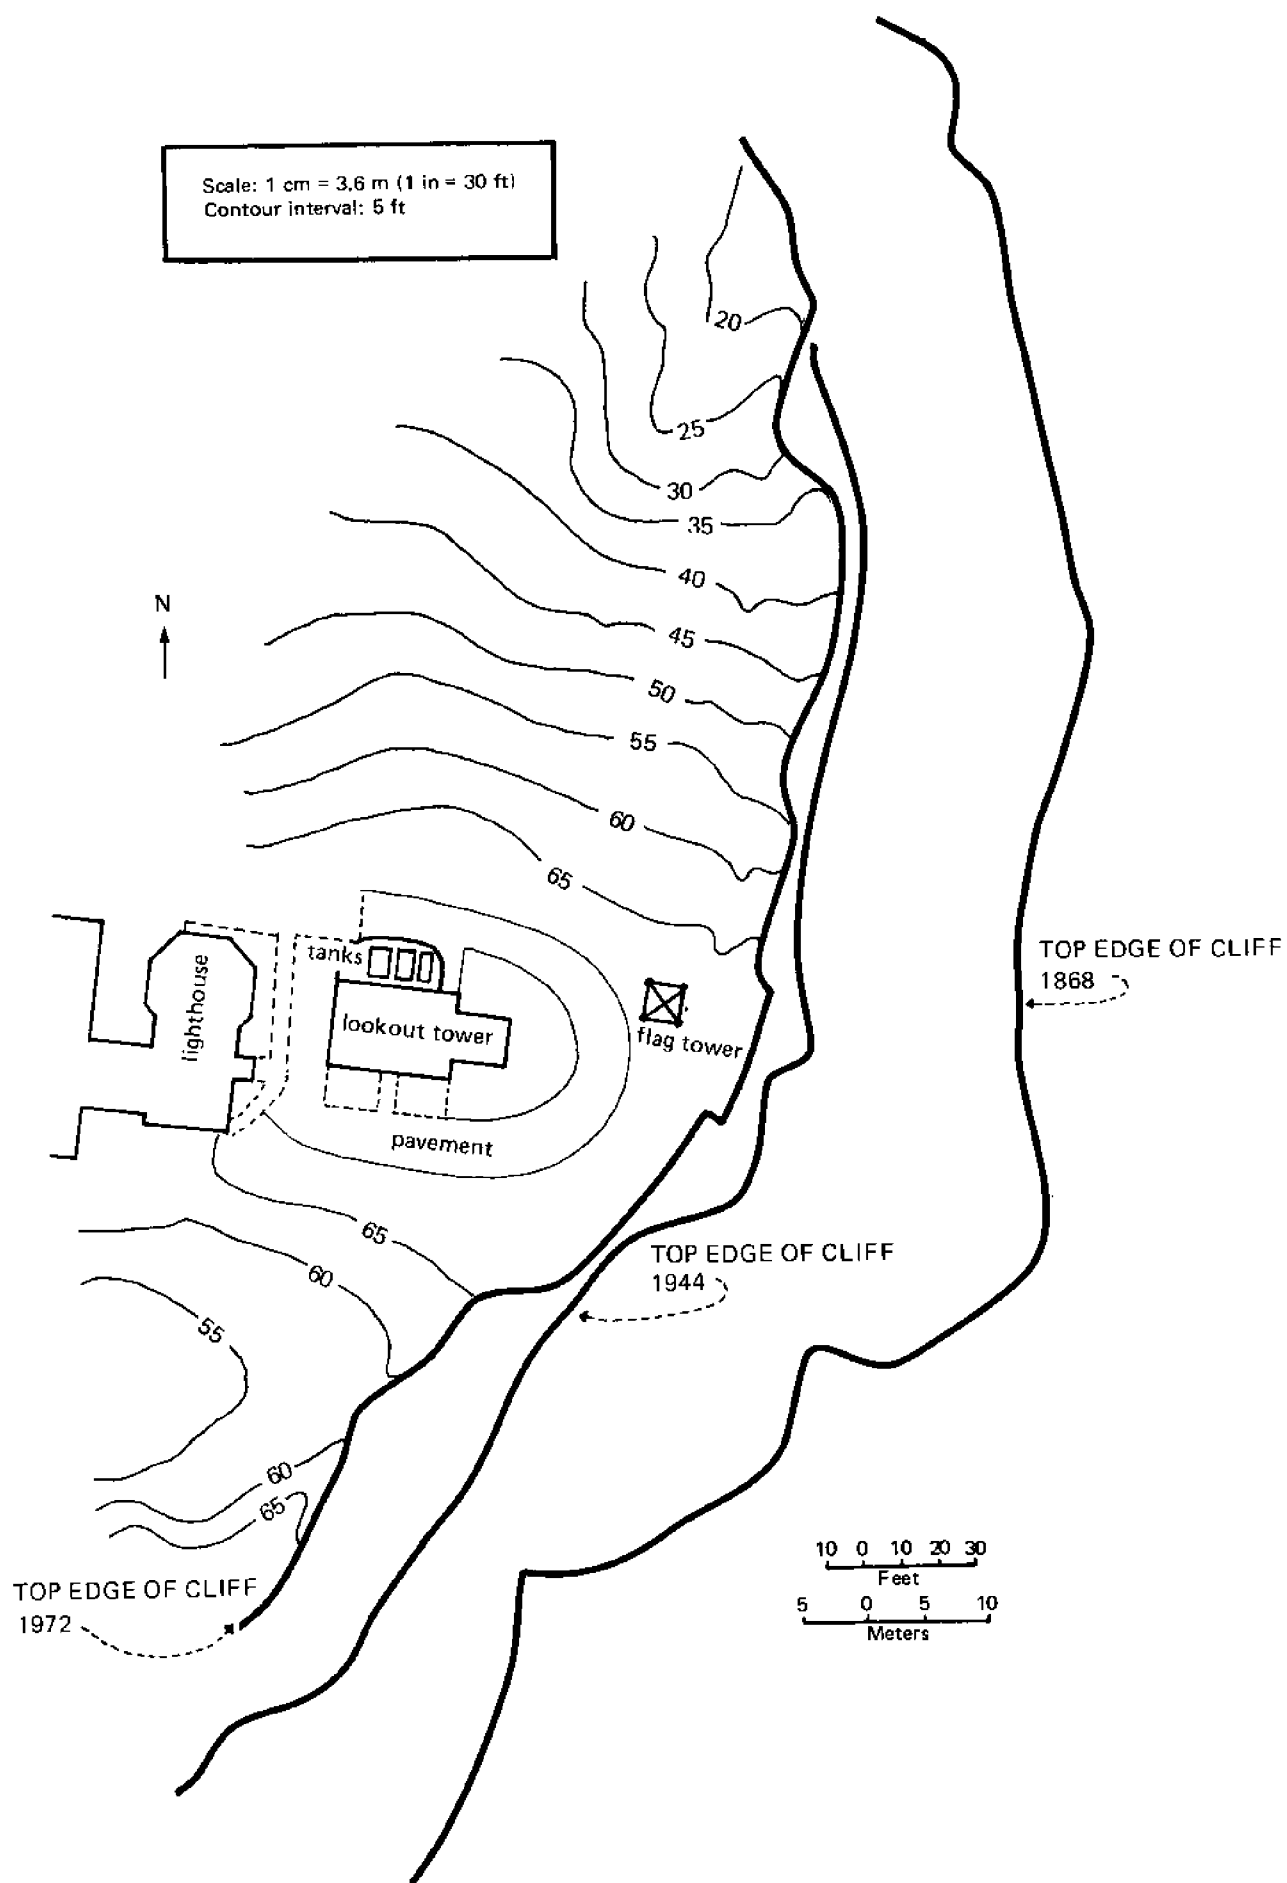 Scale: 1 cm = 3.6 m (1 in = 30 ft)
Contour interval: 5 ft
20
25
30
35
40
N
45
50
55
60
65
TOP EDGE OF CLIFF
1868
tanks
lighthouse
lookout tower
flag tower
pavement
65
TOP EDGE OF CLIFF
1944
60
55
60
65
10 0 10 20 30
Feet
TOP EDGE OF CLIFF
1972
5 0 5 10
Meters